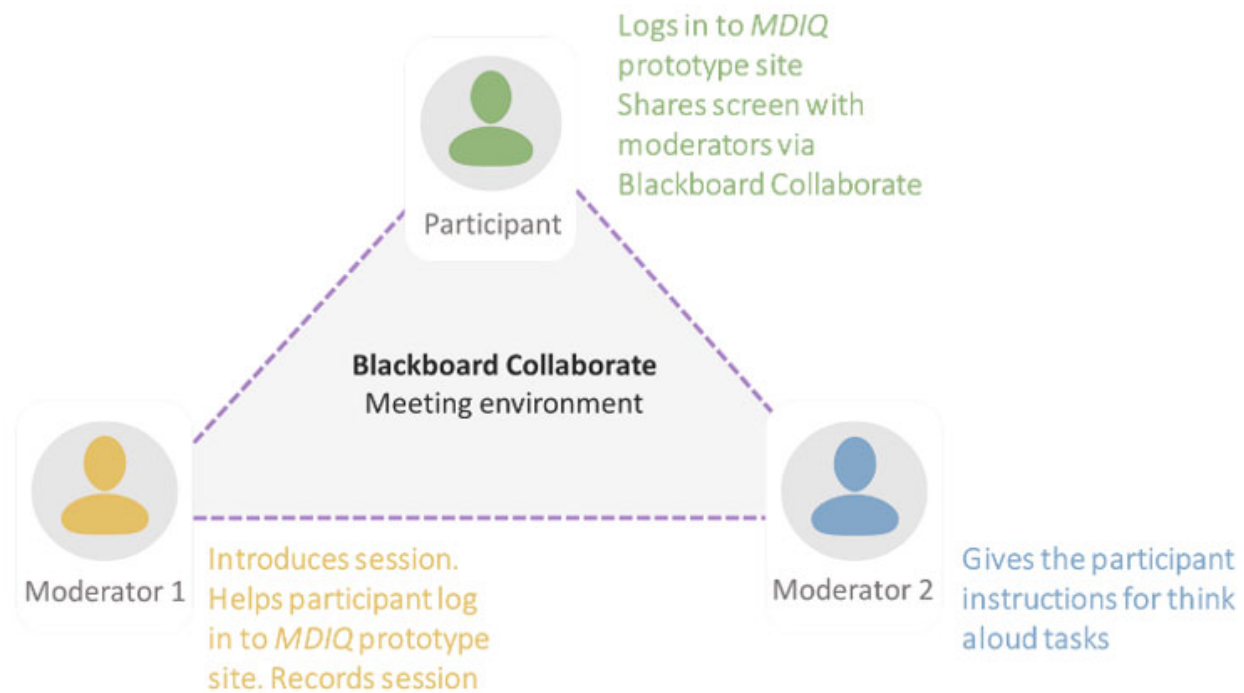 Logs in to MDIQ
prototype site
Shares screen with
moderators via
Blackboard Collaborate
Participant
Blackboard Collaborate
Meeting environment
Moderator 1
Introduces session.
Helps participant log
in to MDIQ prototype
site. Records session
Moderator 2
Gives the participant
instructions for think
aloud tasks